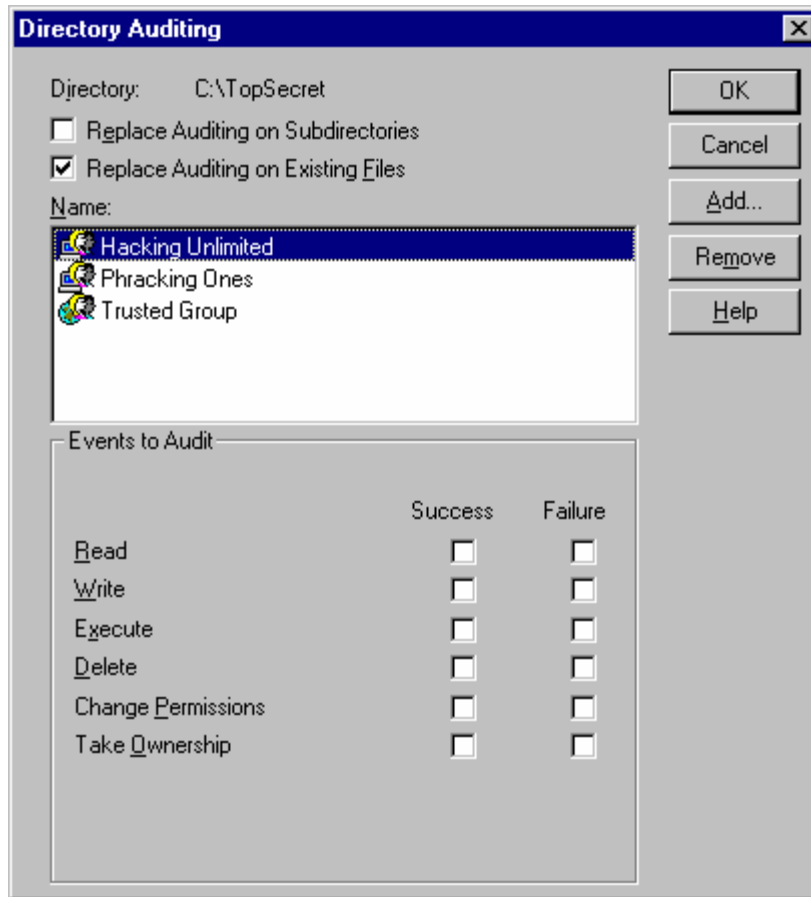 Directory Auditing
Directory: C:\TopSecret
Replace Auditing on Subdirectories
Replace Auditing on Existing Files
Name:
Hacking Unlimited
Phracking Ones
Trusted Group
OK
Cancel
Add...
Remove
Help
Events to Audit
Success Failure
Read
Write
Execute
Delete
Change Permissions
Take Ownership